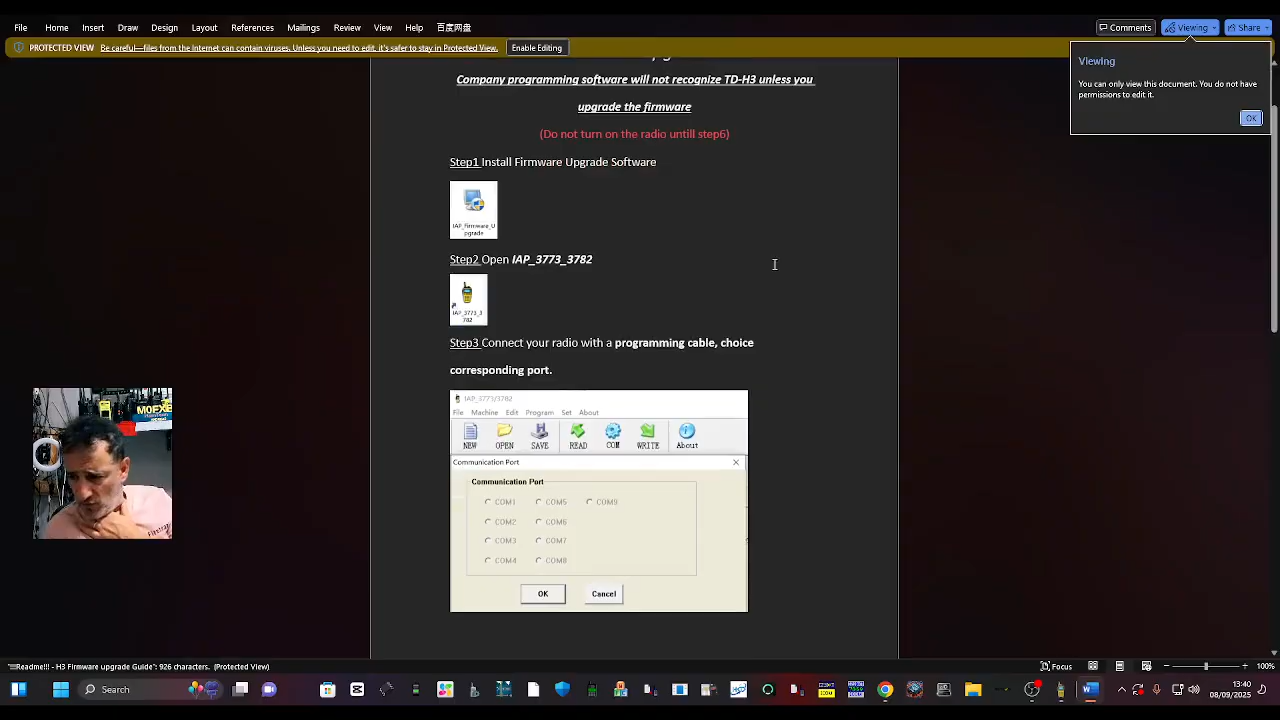 File Home Insert Draw Design Layout References Mailings Review View Help 百度网盘 Comments Viewing Share
PROTECTED VIEW Be careful—files from the Internet can contain viruses. Unless you need to edit, it's safer to stay in Protected View. Enable Editing
Viewing
You can only view this document. You do not have
permissions to edit it.
OK
Company programming software will not recognize TD-H3 unless you
upgrade the firmware
(Do not turn on the radio untill step6)
Step1 Install Firmware Upgrade Software
IAP_Firmware_U
pgrade
Step2 Open IAP_3773_3782
IAP_3773_3
782
Step3 Connect your radio with a programming cable, choice
corresponding port.
IAP_3773/3782
File Machine Edit Program Set About
NEW OPEN SAVE READ COM WRITE About
Communication Port
Communication Port
COM1 COM5 COM9
COM2 COM6
COM3 COM7
COM4 COM8
OK Cancel
M0FXB
"Readme!!! - H3 Firmware upgrade Guide": 926 characters. (Protected View) Focus 100%
Search
13:40
08/09/2025